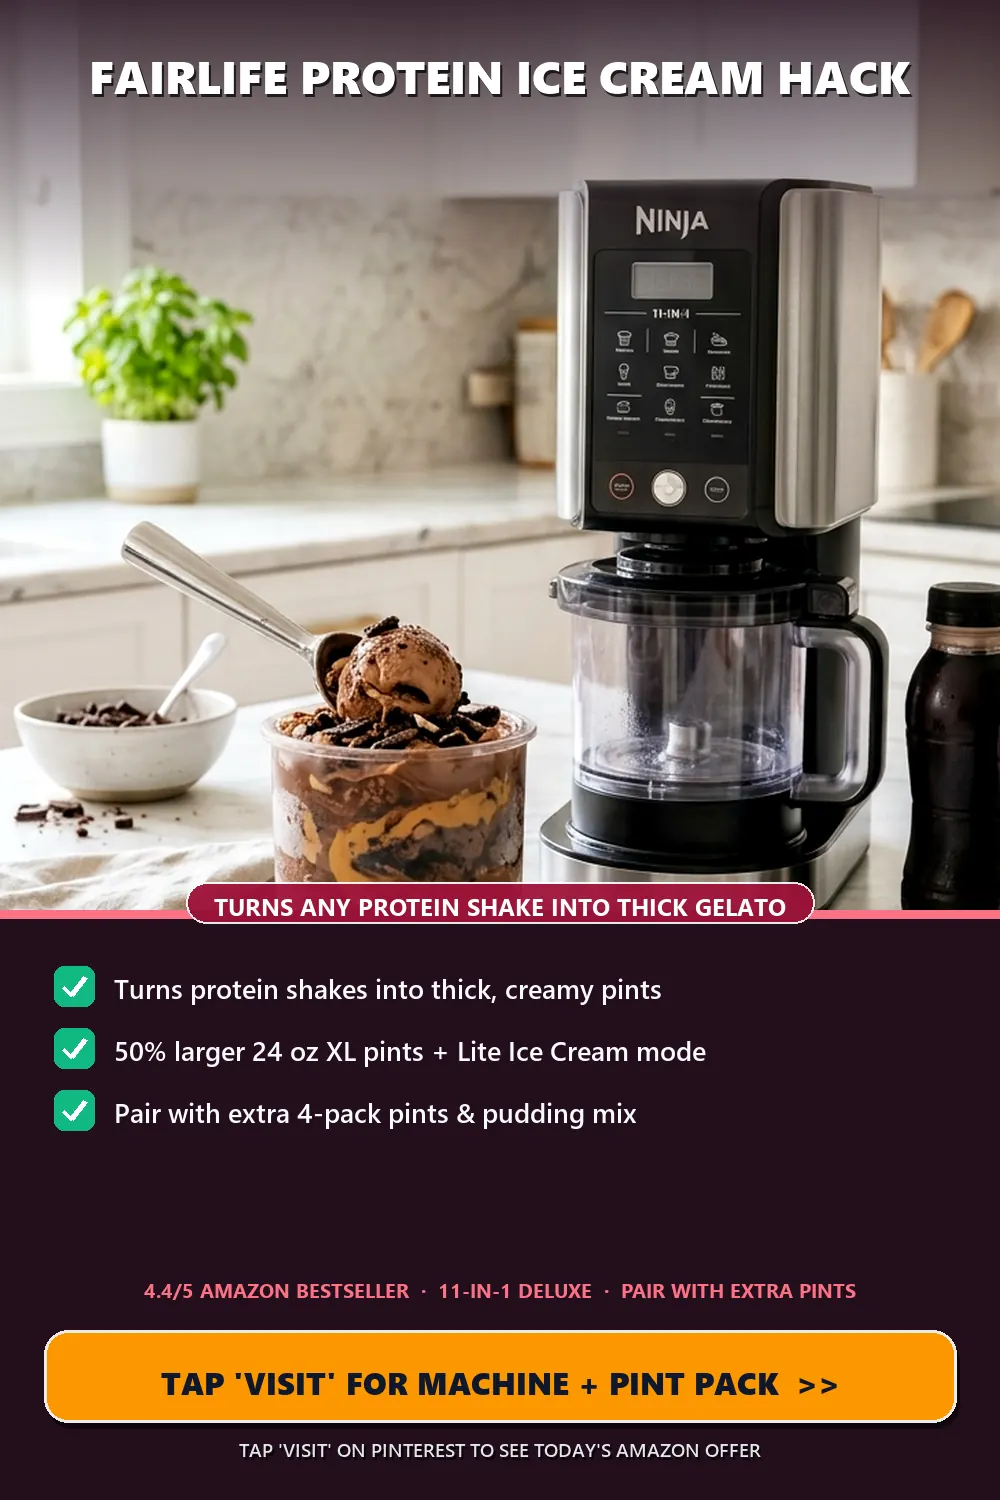 FAIRLIFE PROTEIN ICE CREAM HACK
NINJA
11-IN-1
TURNS ANY PROTEIN SHAKE INTO THICK GELATO
Turns protein shakes into thick, creamy pints
50% larger 24 oz XL pints + Lite Ice Cream mode
Pair with extra 4-pack pints & pudding mix
4.4/5 AMAZON BESTSELLER · 11-IN-1 DELUXE · PAIR WITH EXTRA PINTS
TAP 'VISIT' FOR MACHINE + PINT PACK >>
TAP 'VISIT' ON PINTEREST TO SEE TODAY'S AMAZON OFFER